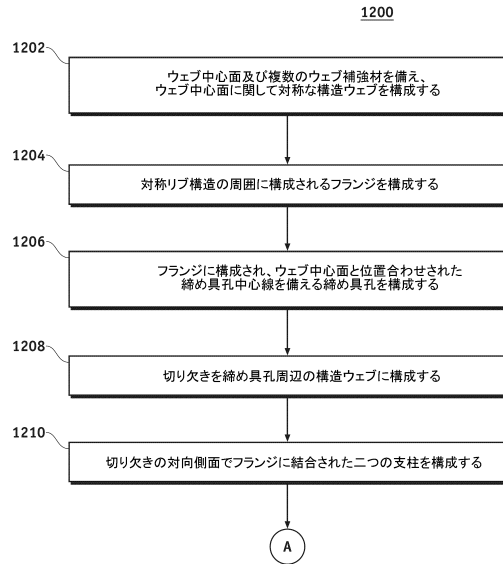 1200
1202
ウェブ中心面及び複数のウェブ補強材を備え、
ウェブ中心面に関して対称な構造ウェブを構成する
1204
対称リブ構造の周囲に構成されるフランジを構成する
1206
フランジに構成され、ウェブ中心面と位置合わせされた
締め具孔中心線を備える締め具孔を構成する
1208
切り欠きを締め具孔周辺の構造ウェブに構成する
1210
切り欠きの対向側面でフランジに結合された二つの支柱を構成する
A